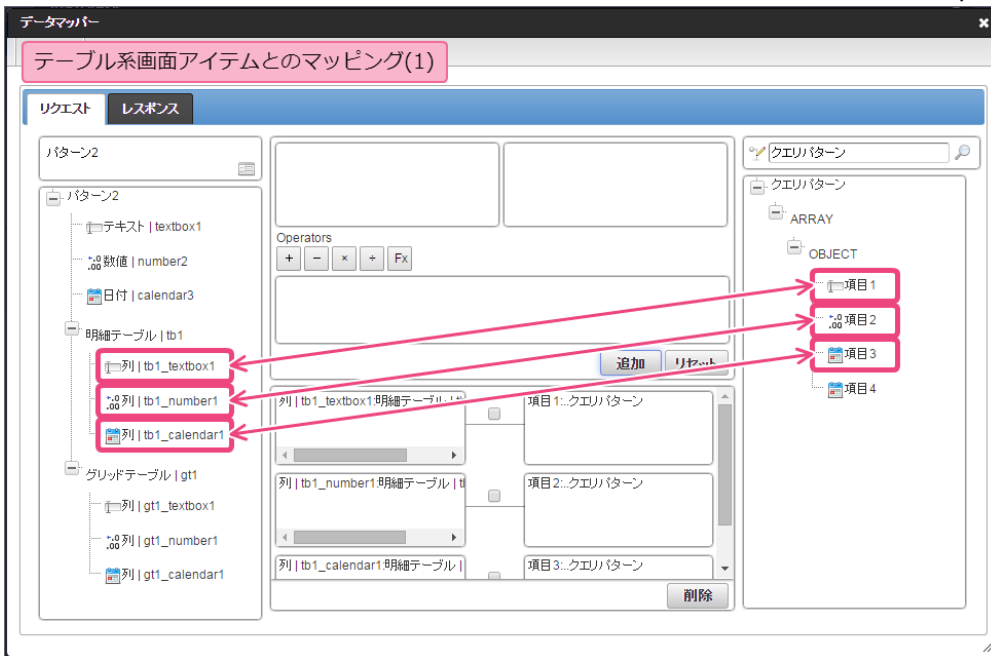 データマッパー
テーブル系画面アイテムとのマッピング(1)
リクエスト レスポンス
パターン2
パターン2
テキスト | textbox1
数値 | number2
日付 | calendar3
明細テーブル | tb1
列 | tb1_textbox1
列 | tb1_number1
列 | tb1_calendar1
グリッドテーブル | gt1
列 | gt1_textbox1
列 | gt1_number1
列 | gt1_calendar1
Operators
+ − × ÷ Fx
追加 リセット
列 | tb1_textbox1:明細テーブル
項目1:..クエリパターン
列 | tb1_number1:明細テーブル |
項目2:..クエリパターン
列 | tb1_calendar1:明細テーブル |
項目3:..クエリパターン
削除
クエリパターン
クエリパターン
ARRAY
OBJECT
項目1
項目2
項目3
項目4